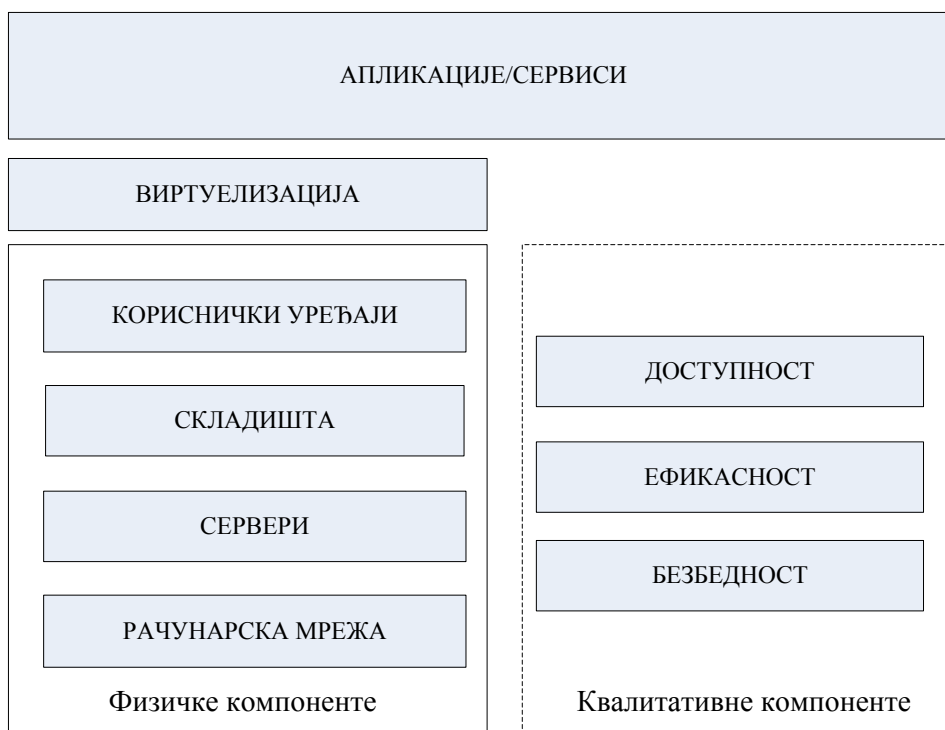 АПЛИКАЦИЈЕ/СЕРВИСИ
ВИРТУЕЛИЗАЦИЈА
КОРИСНИЧКИ УРЕЂАЈИ
СКЛАДИШТА
СЕРВЕРИ
РАЧУНАРСКА МРЕЖА
Физичке компоненте
ДОСТУПНОСТ
ЕФИКАСНОСТ
БЕЗБЕДНОСТ
Квалитативне компоненте